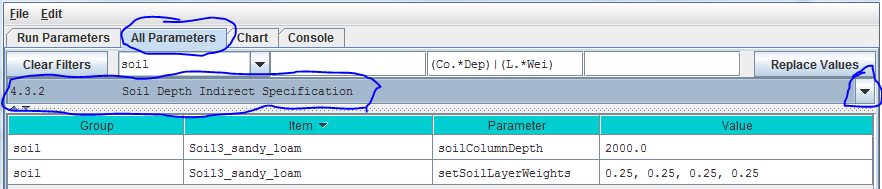 File Edit
Run Parameters All Parameters Chart Console
Clear Filters soil (Co.*Dep)|(L.*Wei) Replace Values
4.3.2 Soil Depth Indirect Specification
Group Item Parameter Value
soil Soil3_sandy_loam soilColumnDepth 2000.0
soil Soil3_sandy_loam setSoilLayerWeights 0.25, 0.25, 0.25, 0.25